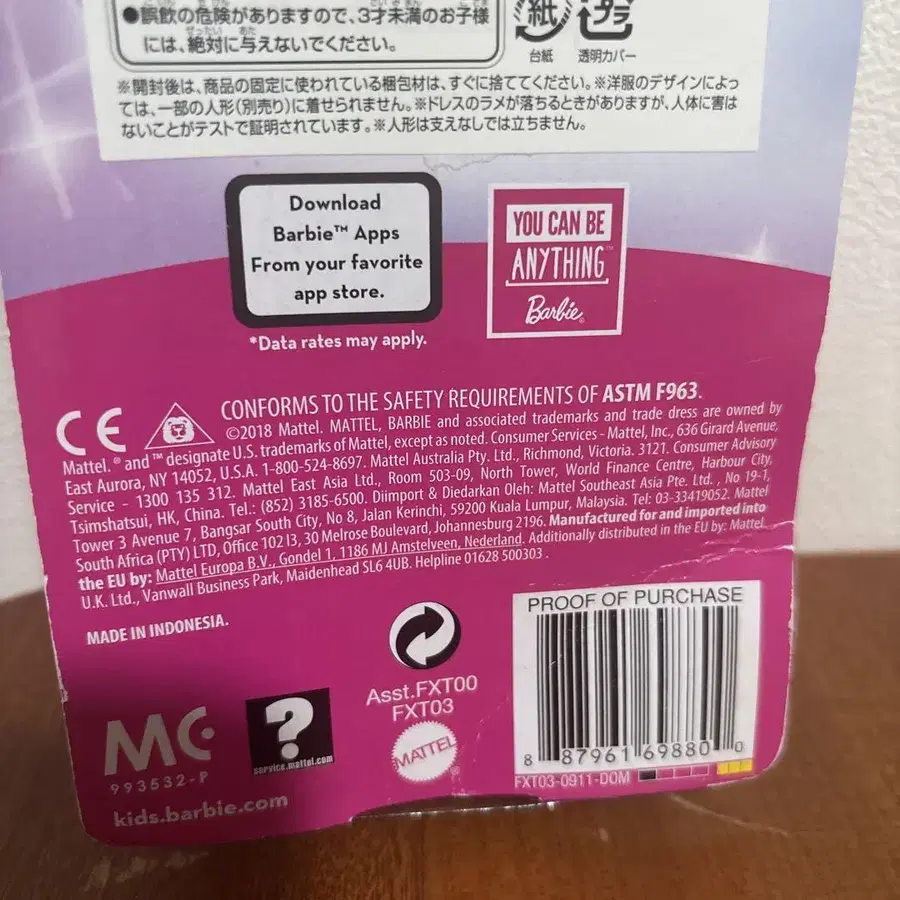 ●誤飲の危険がありますので、3才未満のお子様
には、絶対に与えないでください。
紙
プラ
台紙
透明カバー
※開封後は、商品の固定に使われている梱包材は、すぐに捨ててください。※洋服のデザインによっ
ては、一部の人形(別売り)に着せられません。※ドレスのラメが落ちるときがありますが、人体に害は
ないことがテストで証明されています。※人形は支えなしでは立ちません。
Download
Barbie™ Apps
From your favorite
app store.
*Data rates may apply.
YOU CAN BE
ANYTHING™
Barbie®
CE
CONFORMS TO THE SAFETY REQUIREMENTS OF ASTM F963.
©2018 Mattel. MATTEL, BARBIE and associated trademarks and trade dress are owned by
Mattel. ® and ™ designate U.S. trademarks of Mattel, except as noted. Consumer Services - Mattel, Inc., 636 Girard Avenue,
East Aurora, NY 14052, U.S.A. 1-800-524-8697. Mattel Australia Pty. Ltd., Richmond, Victoria. 3121. Consumer Advisory
Service - 1300 135 312. Mattel East Asia Ltd., Room 503-09, North Tower, World Finance Centre, Harbour City,
Tsimshatsui, HK, China. Tel.: (852) 3185-6500. Diimport & Diedarkan Oleh: Mattel Southeast Asia Pte. Ltd. , No 19-1,
Tower 3 Avenue 7, Bangsar South City, No 8, Jalan Kerinchi, 59200 Kuala Lumpur, Malaysia. Tel: 03-33419052. Mattel
South Africa (PTY) LTD, Office 102 I3, 30 Melrose Boulevard, Johannesburg 2196. Manufactured for and imported into
the EU by: Mattel Europa B.V., Gondel 1, 1186 MJ Amstelveen, Nederland. Additionally distributed in the EU by: Mattel
U.K. Ltd., Vanwall Business Park, Maidenhead SL6 4UB. Helpline 01628 500303 .
MADE IN INDONESIA.
Asst.FXT00
FXT03
MATTEL®
MC
993532-P
?
service.mattel.com
kids.barbie.com
PROOF OF PURCHASE
8 87961 69880 0
FXT03-0911-DOM